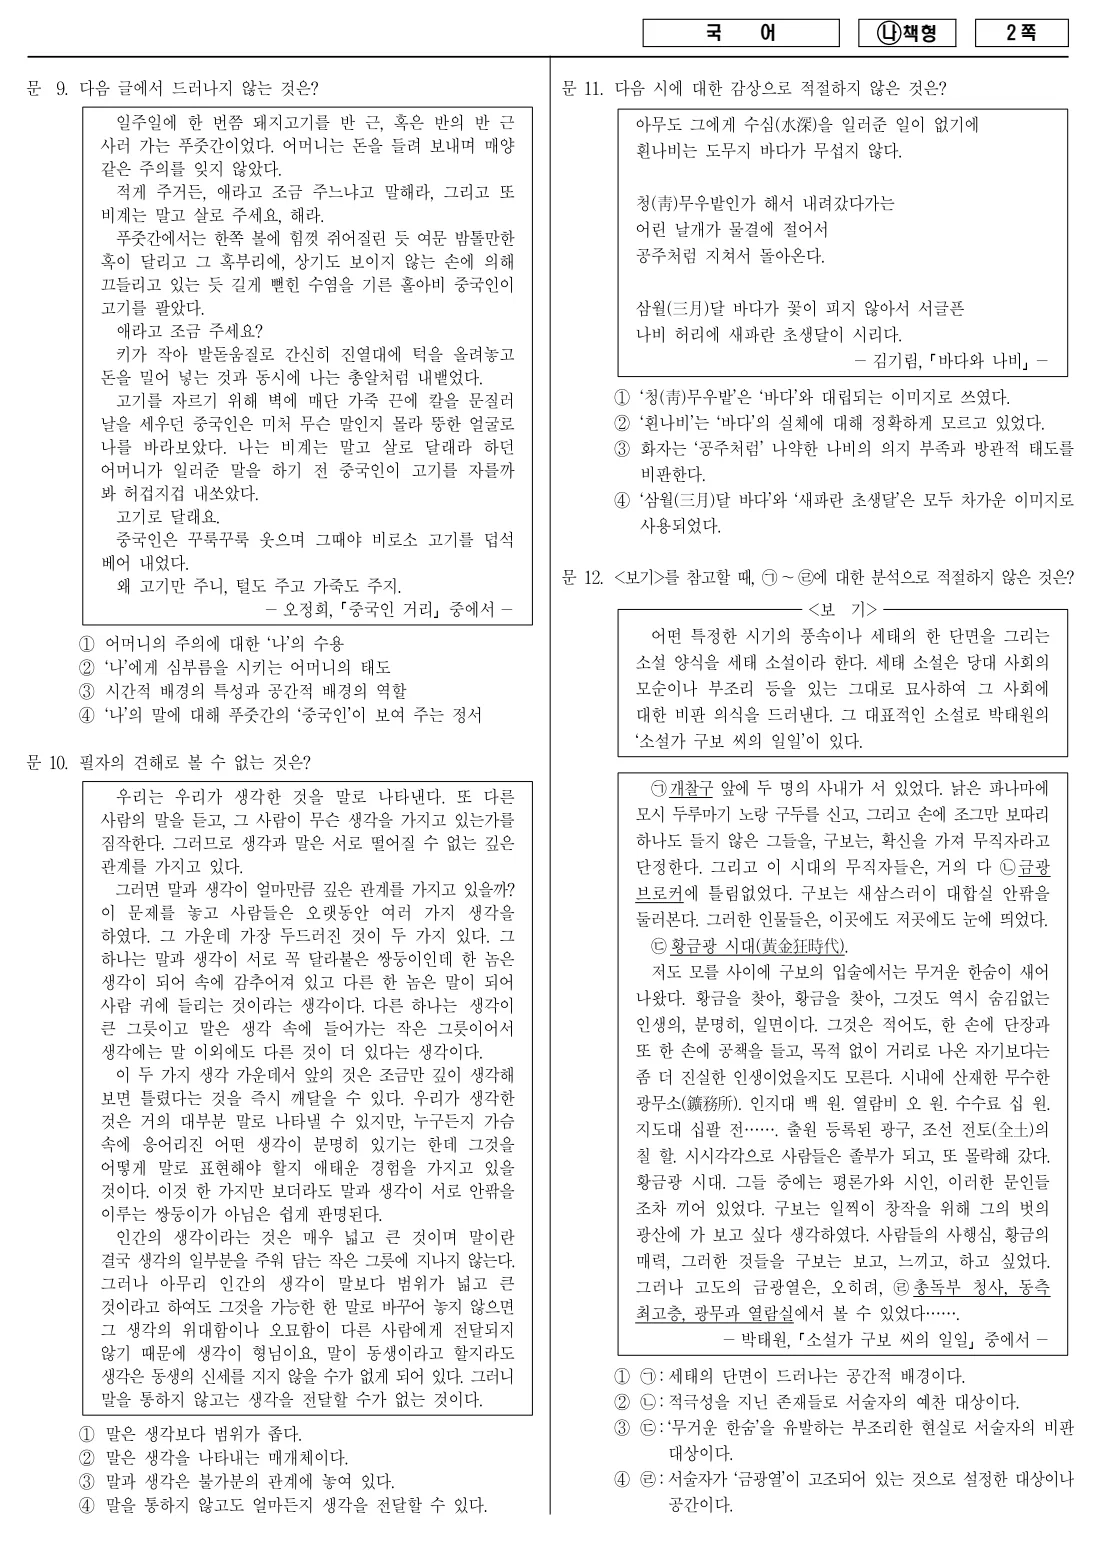 국 어
㉯책형
2 쪽
문 9. 다음 글에서 드러나지 않는 것은?
일주일에 한 번쯤 돼지고기를 반 근, 혹은 반의 반 근
사러 가는 푸줏간이었다. 어머니는 돈을 들려 보내며 매양
같은 주의를 잊지 않았다.
적게 주거든, 애라고 조금 주느냐고 말해라, 그리고 또
비계는 말고 살로 주세요, 해라.
푸줏간에서는 한쪽 볼에 힘껏 쥐어질린 듯 여문 밤톨만한
혹이 달리고 그 혹부리에, 상기도 보이지 않는 손에 의해
끄들리고 있는 듯 길게 뻗힌 수염을 기른 홀아비 중국인이
고기를 팔았다.
애라고 조금 주세요?
키가 작아 발돋움질로 간신히 진열대에 턱을 올려놓고
돈을 밀어 넣는 것과 동시에 나는 총알처럼 내뱉었다.
고기를 자르기 위해 벽에 매단 가죽 끈에 칼을 문질러
날을 세우던 중국인은 미처 무슨 말인지 몰라 뚱한 얼굴로
나를 바라보았다. 나는 비계는 말고 살로 달래라 하던
어머니가 일러준 말을 하기 전 중국인이 고기를 자를까
봐 허겁지겁 내쏘았다.
고기로 달래요.
중국인은 꾸룩꾸룩 웃으며 그때야 비로소 고기를 덥석
베어 내었다.
왜 고기만 주니, 털도 주고 가죽도 주지.
－ 오정희, ｢중국인 거리｣ 중에서 －
① 어머니의 주의에 대한 ‘나’의 수용
② ‘나’에게 심부름을 시키는 어머니의 태도
③ 시간적 배경의 특성과 공간적 배경의 역할
④ ‘나’의 말에 대해 푸줏간의 ‘중국인’이 보여 주는 정서
문 10. 필자의 견해로 볼 수 없는 것은?
우리는 우리가 생각한 것을 말로 나타낸다. 또 다른
사람의 말을 듣고, 그 사람이 무슨 생각을 가지고 있는가를
짐작한다. 그러므로 생각과 말은 서로 떨어질 수 없는 깊은
관계를 가지고 있다.
그러면 말과 생각이 얼마만큼 깊은 관계를 가지고 있을까?
이 문제를 놓고 사람들은 오랫동안 여러 가지 생각을
하였다. 그 가운데 가장 두드러진 것이 두 가지 있다. 그
하나는 말과 생각이 서로 꼭 달라붙은 쌍둥이인데 한 놈은
생각이 되어 속에 감추어져 있고 다른 한 놈은 말이 되어
사람 귀에 들리는 것이라는 생각이다. 다른 하나는 생각이
큰 그릇이고 말은 생각 속에 들어가는 작은 그릇이어서
생각에는 말 이외에도 다른 것이 더 있다는 생각이다.
이 두 가지 생각 가운데서 앞의 것은 조금만 깊이 생각해
보면 틀렸다는 것을 즉시 깨달을 수 있다. 우리가 생각한
것은 거의 대부분 말로 나타낼 수 있지만, 누구든지 가슴
속에 응어리진 어떤 생각이 분명히 있기는 한데 그것을
어떻게 말로 표현해야 할지 애태운 경험을 가지고 있을
것이다. 이것 한 가지만 보더라도 말과 생각이 서로 안팎을
이루는 쌍둥이가 아님은 쉽게 판명된다.
인간의 생각이라는 것은 매우 넓고 큰 것이며 말이란
결국 생각의 일부분을 주워 담는 작은 그릇에 지나지 않는다.
그러나 아무리 인간의 생각이 말보다 범위가 넓고 큰
것이라고 하여도 그것을 가능한 한 말로 바꾸어 놓지 않으면
그 생각의 위대함이나 오묘함이 다른 사람에게 전달되지
않기 때문에 생각이 형님이요, 말이 동생이라고 할지라도
생각은 동생의 신세를 지지 않을 수가 없게 되어 있다. 그러니
말을 통하지 않고는 생각을 전달할 수가 없는 것이다.
① 말은 생각보다 범위가 좁다.
② 말은 생각을 나타내는 매개체이다.
③ 말과 생각은 불가분의 관계에 놓여 있다.
④ 말을 통하지 않고도 얼마든지 생각을 전달할 수 있다.
문 11. 다음 시에 대한 감상으로 적절하지 않은 것은?
아무도 그에게 수심(水深)을 일러준 일이 없기에
흰나비는 도무지 바다가 무섭지 않다.
청(靑)무우밭인가 해서 내려갔다가는
어린 날개가 물결에 절어서
공주처럼 지쳐서 돌아온다.
삼월(三月)달 바다가 꽃이 피지 않아서 서글픈
나비 허리에 새파란 초생달이 시리다.
－ 김기림, ｢바다와 나비｣ －
① ‘청(靑)무우밭’은 ‘바다’와 대립되는 이미지로 쓰였다.
② ‘흰나비’는 ‘바다’의 실체에 대해 정확하게 모르고 있었다.
③ 화자는 ‘공주처럼’ 나약한 나비의 의지 부족과 방관적 태도를
비판한다.
④ ‘삼월(三月)달 바다’와 ‘새파란 초생달’은 모두 차가운 이미지로
사용되었다.
문 12. <보기>를 참고할 때, ㉠～㉣에 대한 분석으로 적절하지 않은 것은?
<보 기>
어떤 특정한 시기의 풍속이나 세태의 한 단면을 그리는
소설 양식을 세태 소설이라 한다. 세태 소설은 당대 사회의
모순이나 부조리 등을 있는 그대로 묘사하여 그 사회에
대한 비판 의식을 드러낸다. 그 대표적인 소설로 박태원의
‘소설가 구보 씨의 일일’이 있다.
㉠개찰구 앞에 두 명의 사내가 서 있었다. 낡은 파나마에
모시 두루마기 노랑 구두를 신고, 그리고 손에 조그만 보따리
하나도 들지 않은 그들을, 구보는, 확신을 가져 무직자라고
단정한다. 그리고 이 시대의 무직자들은, 거의 다 ㉡금광
브로커에 틀림없었다. 구보는 새삼스러이 대합실 안팎을
둘러본다. 그러한 인물들은, 이곳에도 저곳에도 눈에 띄었다.
㉢황금광 시대(黃金狂時代).
저도 모를 사이에 구보의 입술에서는 무거운 한숨이 새어
나왔다. 황금을 찾아, 황금을 찾아, 그것도 역시 숨김없는
인생의, 분명히, 일면이다. 그것은 적어도, 한 손에 단장과
또 한 손에 공책을 들고, 목적 없이 거리로 나온 자기보다는
좀 더 진실한 인생이었을지도 모른다. 시내에 산재한 무수한
광무소(鑛務所). 인지대 백 원. 열람비 오 원. 수수료 십 원.
지도대 십팔 전……. 출원 등록된 광구, 조선 전토(全土)의
칠 할. 시시각각으로 사람들은 졸부가 되고, 또 몰락해 갔다.
황금광 시대. 그들 중에는 평론가와 시인, 이러한 문인들
조차 끼어 있었다. 구보는 일찍이 창작을 위해 그의 벗의
광산에 가 보고 싶다 생각하였다. 사람들의 사행심, 황금의
매력, 그러한 것들을 구보는 보고, 느끼고, 하고 싶었다.
그러나 고도의 금광열은, 오히려, ㉣총독부 청사, 동측
최고층, 광무과 열람실에서 볼 수 있었다…….
－ 박태원, ｢소설가 구보 씨의 일일｣ 중에서 －
① ㉠: 세태의 단면이 드러나는 공간적 배경이다.
② ㉡: 적극성을 지닌 존재들로 서술자의 예찬 대상이다.
③ ㉢: ‘무거운 한숨’을 유발하는 부조리한 현실로 서술자의 비판
대상이다.
④ ㉣: 서술자가 ‘금광열’이 고조되어 있는 것으로 설정한 대상이나
공간이다.